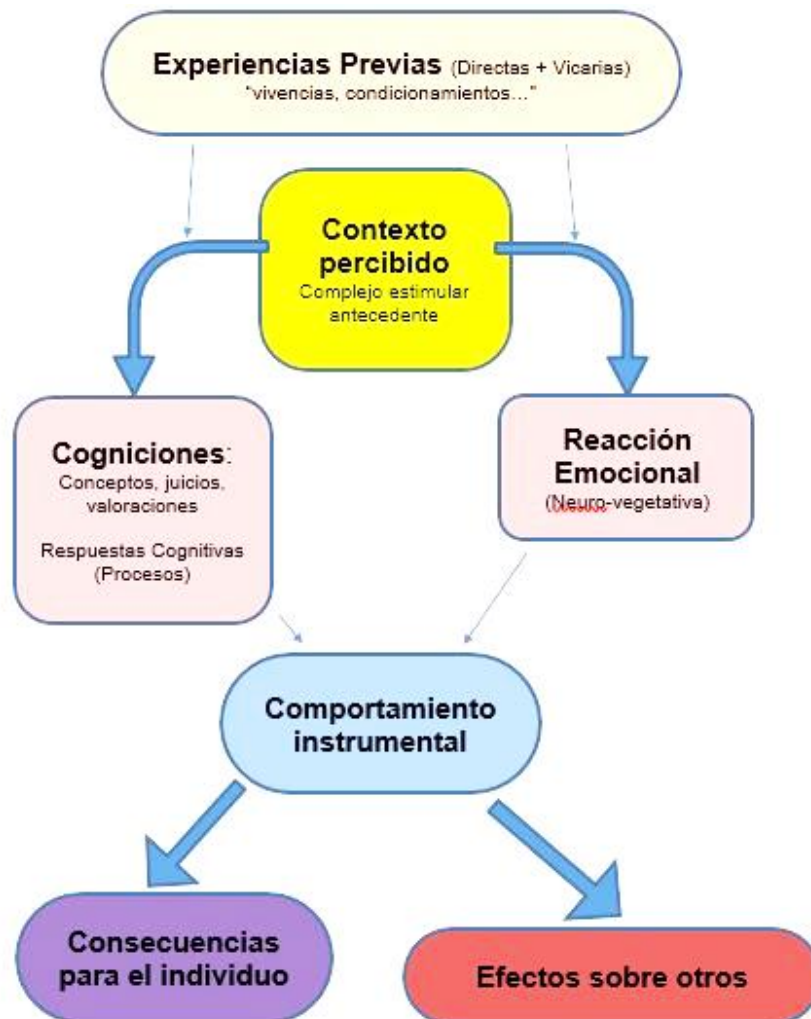 Experiencias Previas (Directas + Vicarias)
"vivencias, condicionamientos..."
Contexto
percibido
Complejo estimular
antecedente
Cogniciones:
Conceptos, juicios,
valoraciones
Respuestas Cognitivas
(Procesos)
Reacción
Emocional
(Neuro-vegetativa)
Comportamiento
instrumental
Consecuencias
para el individuo
Efectos sobre otros